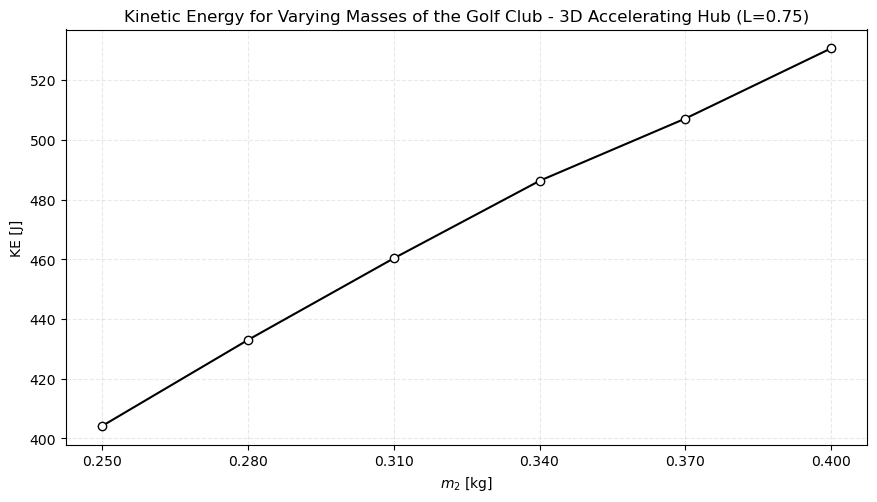 Kinetic Energy for Varying Masses of the Golf Club - 3D Accelerating Hub (L=0.75)
KE [J]
520
500
480
460
440
420
400
0.250 0.280 0.310 0.340 0.370 0.400
m₂ [kg]